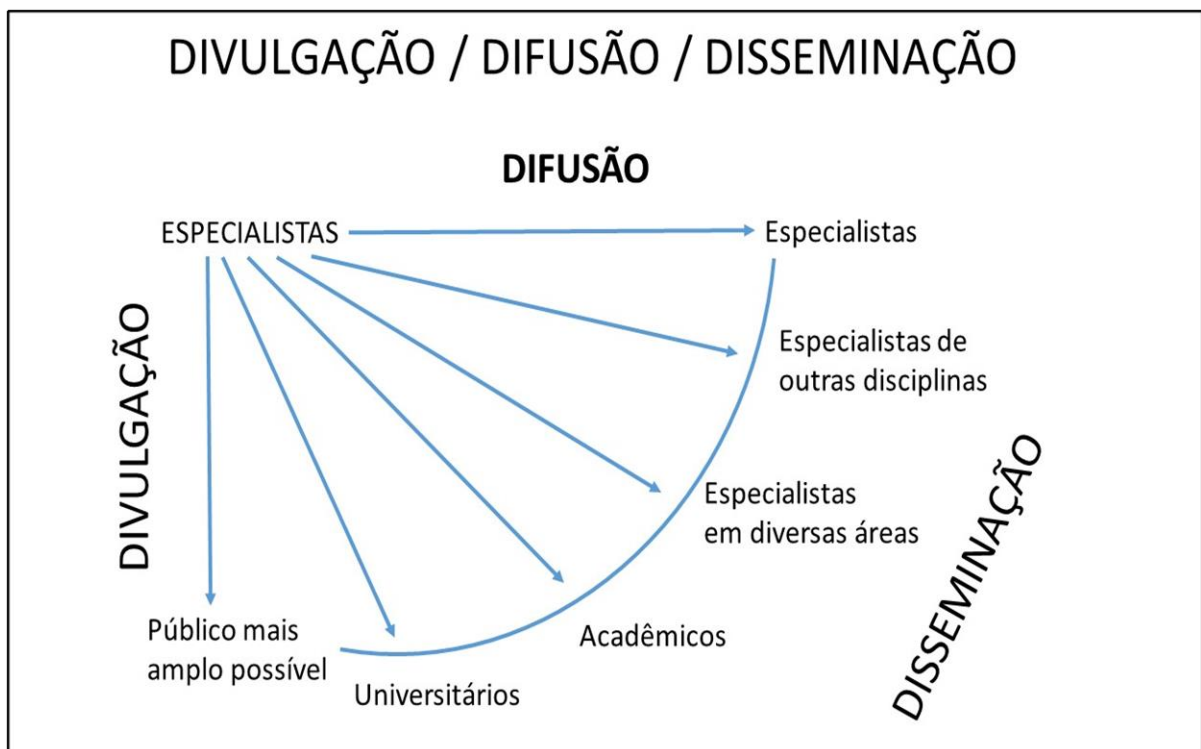 DIVULGAÇÃO / DIFUSÃO / DISSEMINAÇÃO
DIFUSÃO
ESPECIALISTAS
Especialistas
DIVULGAÇÃO
Especialistas de
outras disciplinas
Especialistas
em diversas áreas
DISSEMINAÇÃO
Público mais
amplo possível
Acadêmicos
Universitários